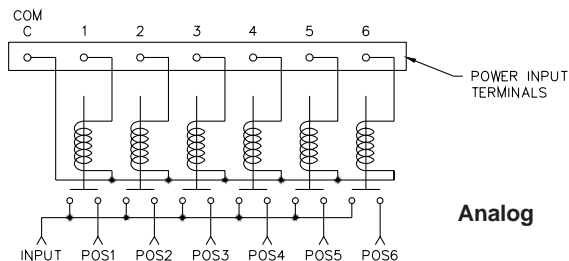 COM
C 1 2 3 4 5 6
POWER INPUT
TERMINALS
Analog
INPUT POS1 POS2 POS3 POS4 POS5 POS6